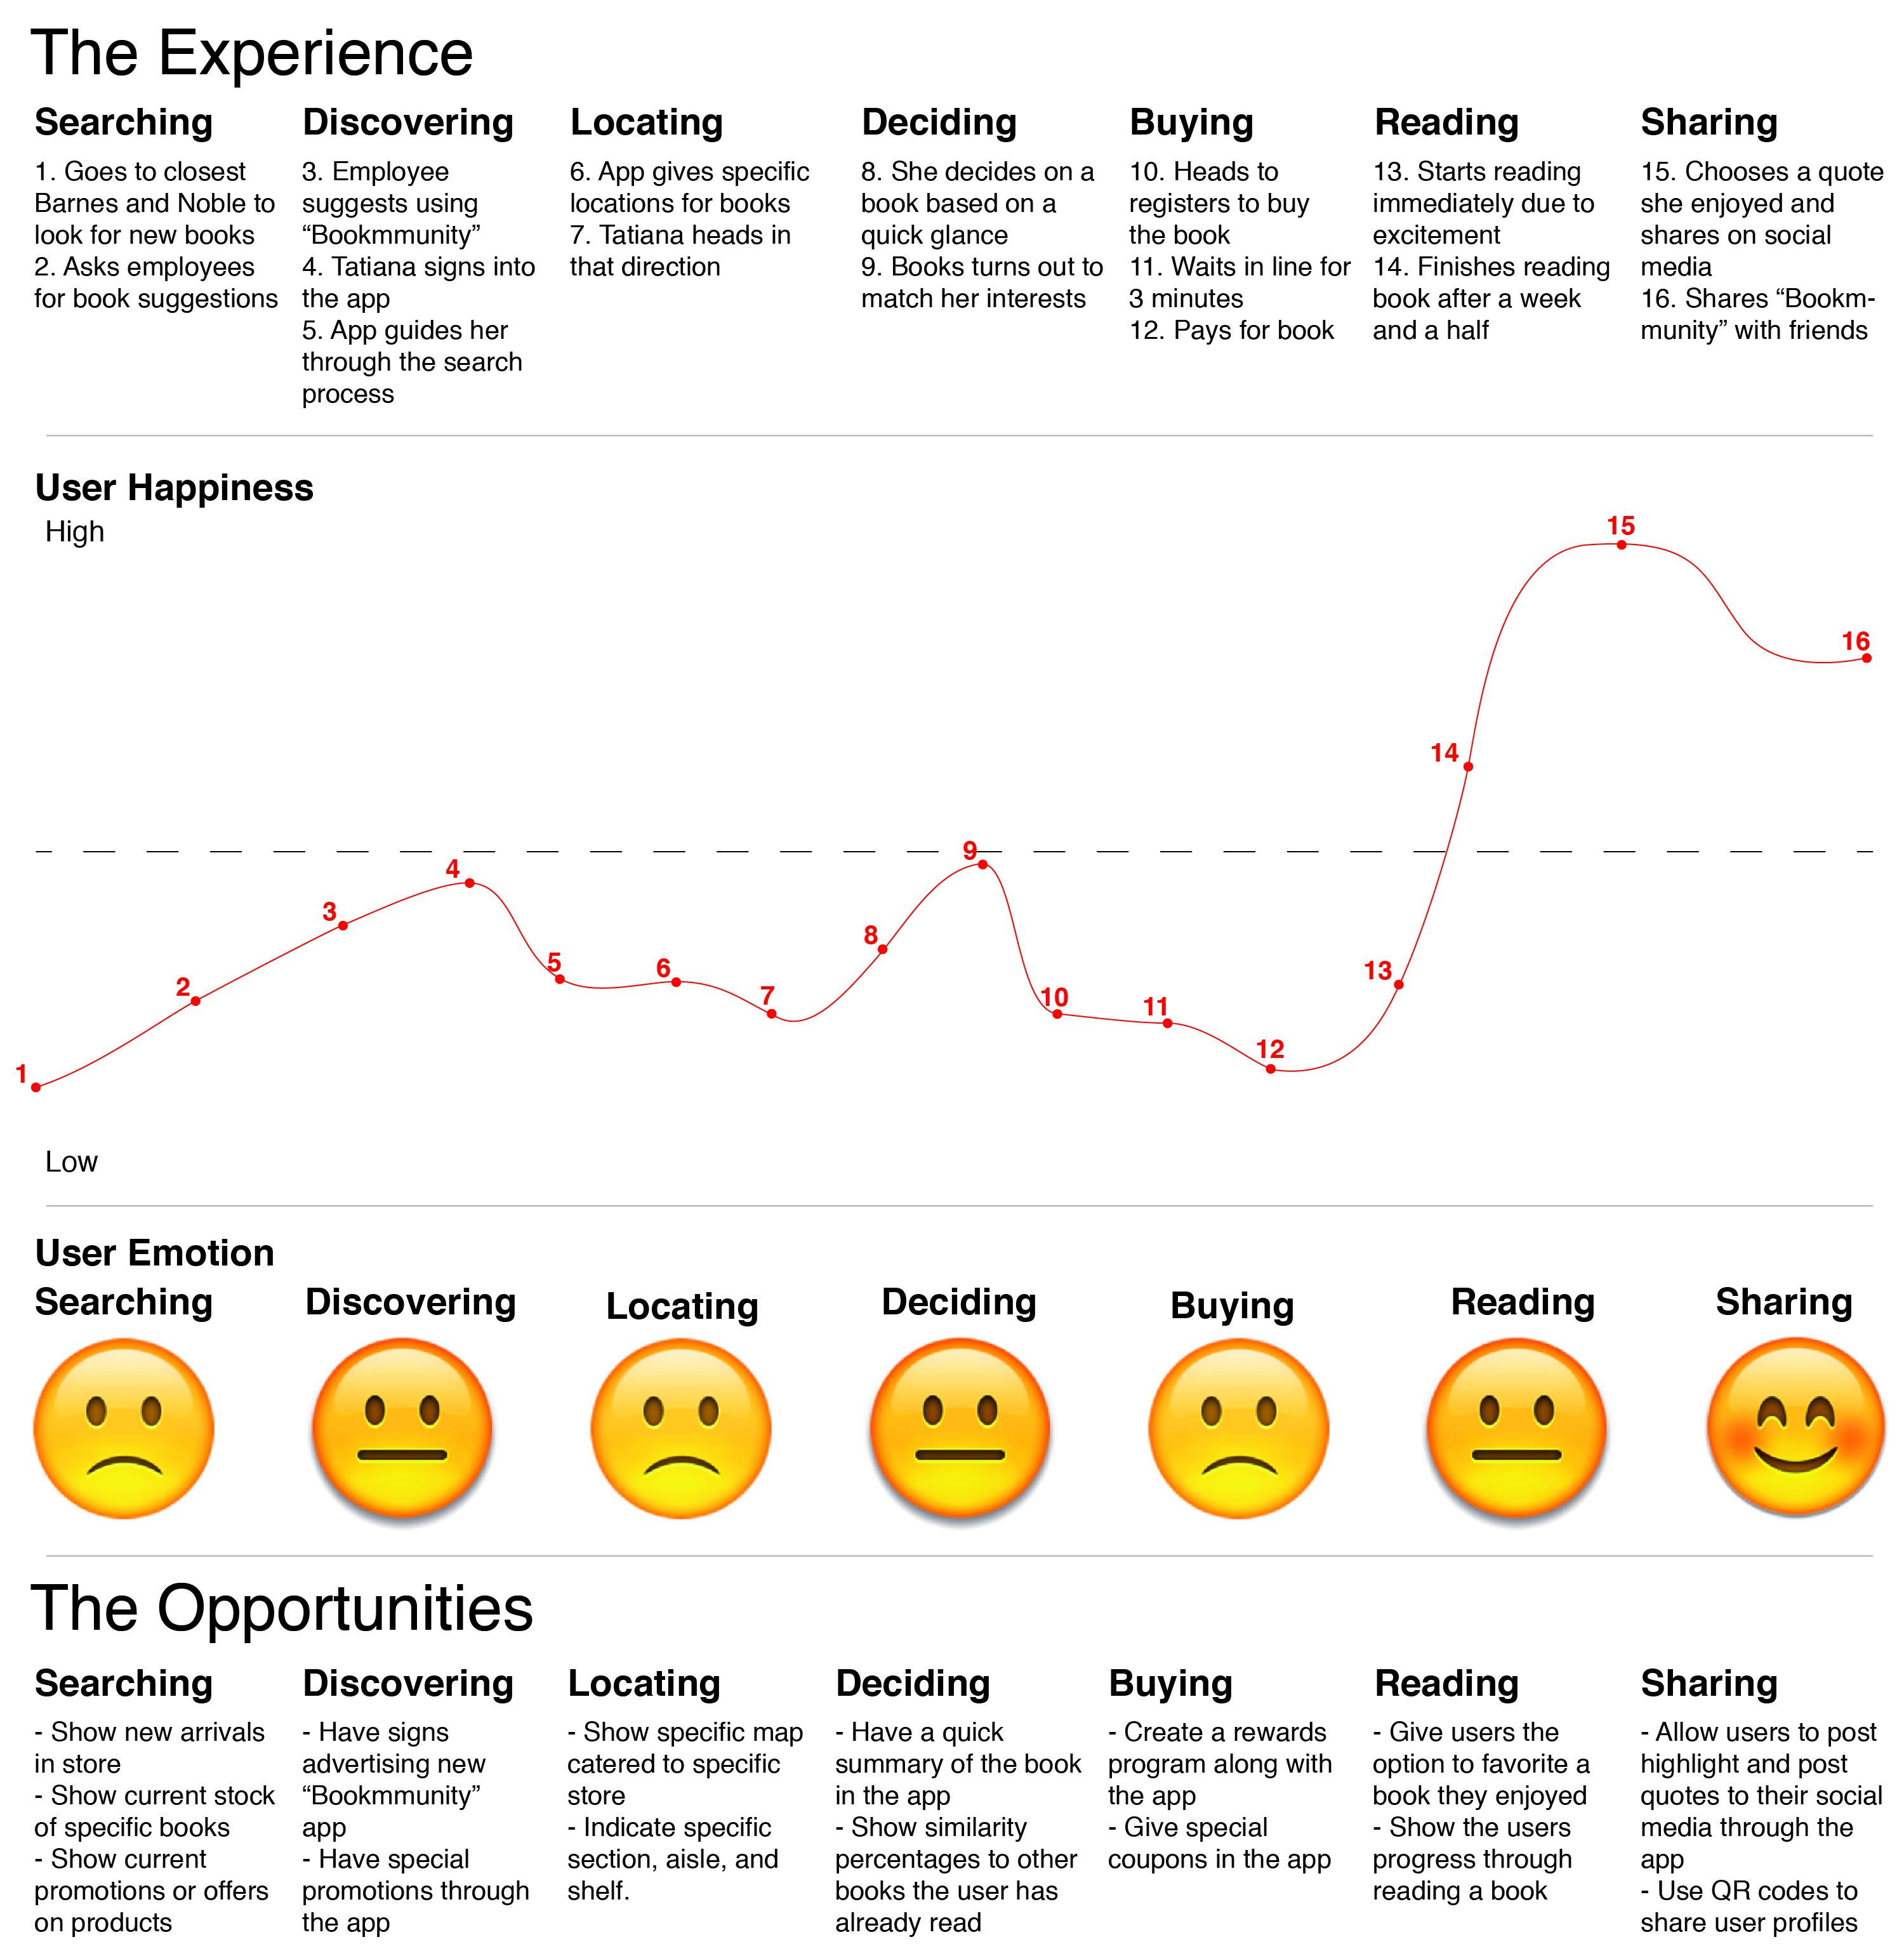 The Experience
Searching
1. Goes to closest
Barnes and Noble to
look for new books
2. Asks employees
for book suggestions
Discovering
3. Employee
suggests using
“Bookmmunity”
4. Tatiana signs into
the app
5. App guides her
through the search
process
Locating
6. App gives specific
locations for books
7. Tatiana heads in
that direction
Deciding
8. She decides on a
book based on a
quick glance
9. Books turns out to
match her interests
Buying
10. Heads to
registers to buy
the book
11. Waits in line for
3 minutes
12. Pays for book
Reading
13. Starts reading
immediately due to
excitement
14. Finishes reading
book after a week
and a half
Sharing
15. Chooses a quote
she enjoyed and
shares on social
media
16. Shares “Bookm-
munity” with friends
User Happiness
High
1
2
3
4
5
6
7
8
9
10
11
12
13
14
15
16
Low
User Emotion
Searching
Discovering
Locating
Deciding
Buying
Reading
Sharing
The Opportunities
Searching
- Show new arrivals
in store
- Show current stock
of specific books
- Show current
promotions or offers
on products
Discovering
- Have signs
advertising new
“Bookmmunity”
app
- Have special
promotions through
the app
Locating
- Show specific map
catered to specific
store
- Indicate specific
section, aisle, and
shelf.
Deciding
- Have a quick
summary of the book
in the app
- Show similarity
percentages to other
books the user has
already read
Buying
- Create a rewards
program along with
the app
- Give special
coupons in the app
Reading
- Give users the
option to favorite a
book they enjoyed
- Show the users
progress through
reading a book
Sharing
- Allow users to post
highlight and post
quotes to their social
media through the
app
- Use QR codes to
share user profiles